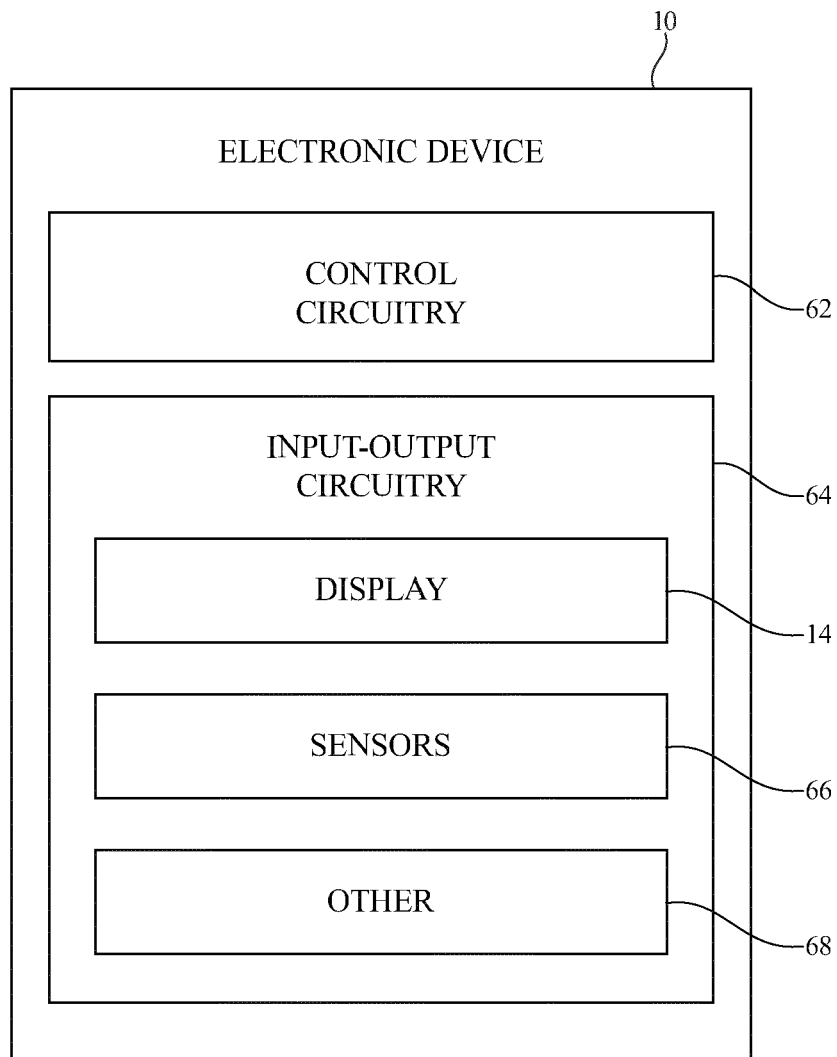 10
ELECTRONIC DEVICE
CONTROL
CIRCUITRY
62
INPUT-OUTPUT
CIRCUITRY
64
DISPLAY
14
SENSORS
66
OTHER
68